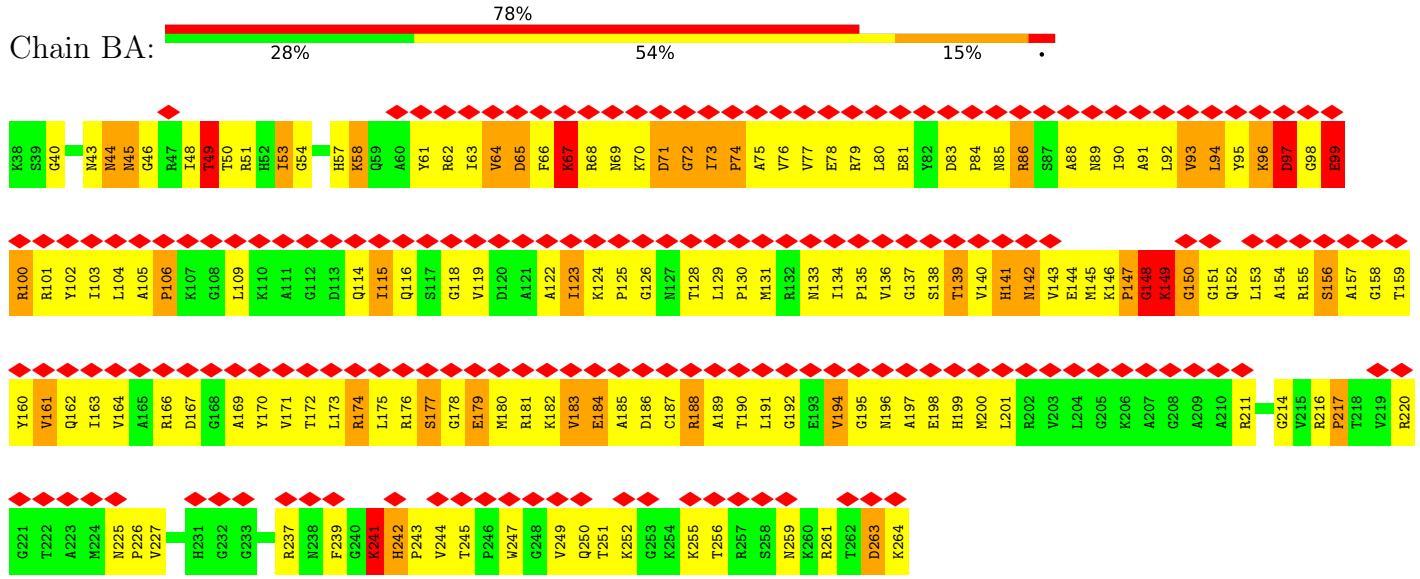 78%
Chain BA:
28% 54% 15% •
K38 S39 G40 N43 N44 N45 G46 R47 I48 T49 T50 R51 H52 I53 G54 H57 K58 Q59 A60 Y61 R62 I63 V64 D65 F66 K67 R68 N69 K70 D71 G72 I73 P74 A75 V76 V77 E78 R79 L80 E81 Y82 D83 P84 N85 R86 S87 A88 N89 I90 A91 L92 V93 L94 Y95 K96 D97 G98 E99
R100 R101 Y102 I103 L104 A105 P106 K107 G108 L109 K110 A111 G112 D113 Q114 I115 Q116 S117 G118 V119 D120 A121 A122 I123 K124 P125 G126 N127 T128 L129 P130 M131 R132 N133 I134 P135 V136 G137 S138 T139 V140 H141 N142 V143 E144 M145 K146 P147 G148 K149 G150 G151 Q152 L153 A154 R155 S156 A157 G158 T159
Y160 V161 Q162 I163 V164 A165 R166 D167 G168 A169 Y170 V171 T172 L173 R174 L175 R176 S177 G178 E179 M180 R181 K182 V183 E184 A185 D186 C187 R188 A189 T190 L191 G192 E193 V194 G195 N196 A197 E198 H199 M200 L201 R202 V203 L204 G205 K206 A207 G208 A209 A210 R211 G214 V215 R216 P217 T218 V219 R220
G221 T222 A223 M224 N225 P226 V227 H231 G232 G233 R237 N238 F239 G240 K241 H242 P243 V244 T245 P246 W247 G248 V249 Q250 T251 K252 G253 K254 K255 T256 R257 S258 N259 K260 R261 T262 D263 K264